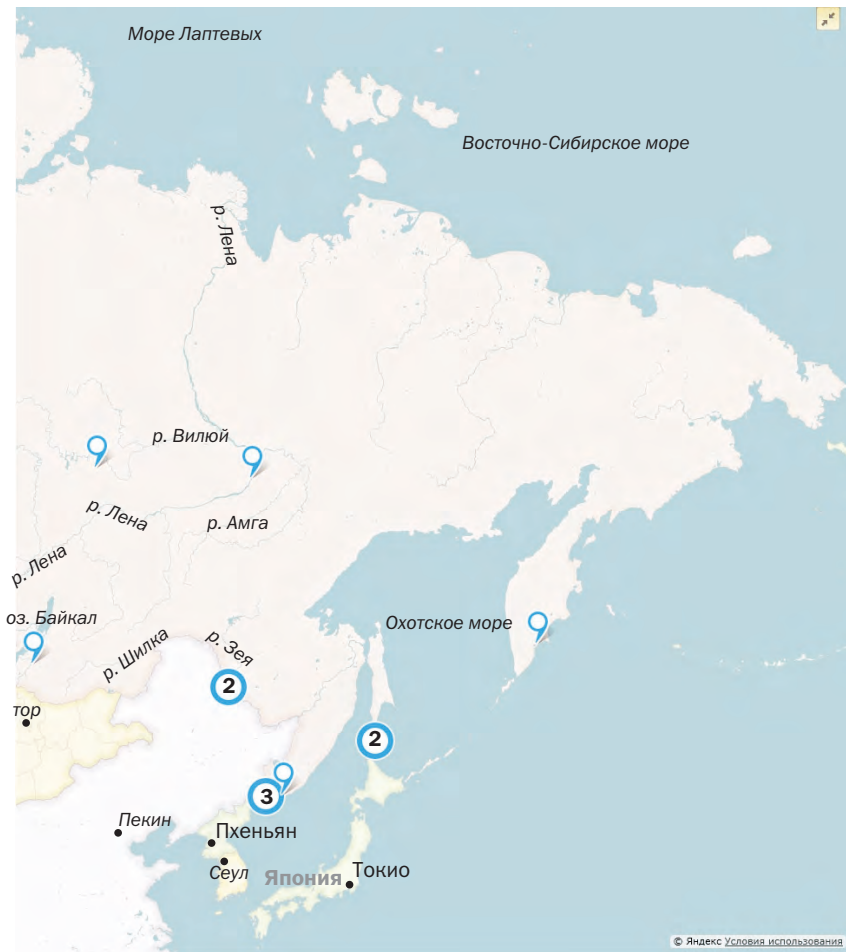 Море Лаптевых
Восточно-Сибирское море
р. Лена
р. Вилюй
р. Лена
р. Амга
р. Лена
оз. Байкал
Охотское море
р. Шилка
р. Зея
2
тор
2
3
Пекин
Пхеньян
Сеул
Япония
Токио
© Яндекс Условия использования